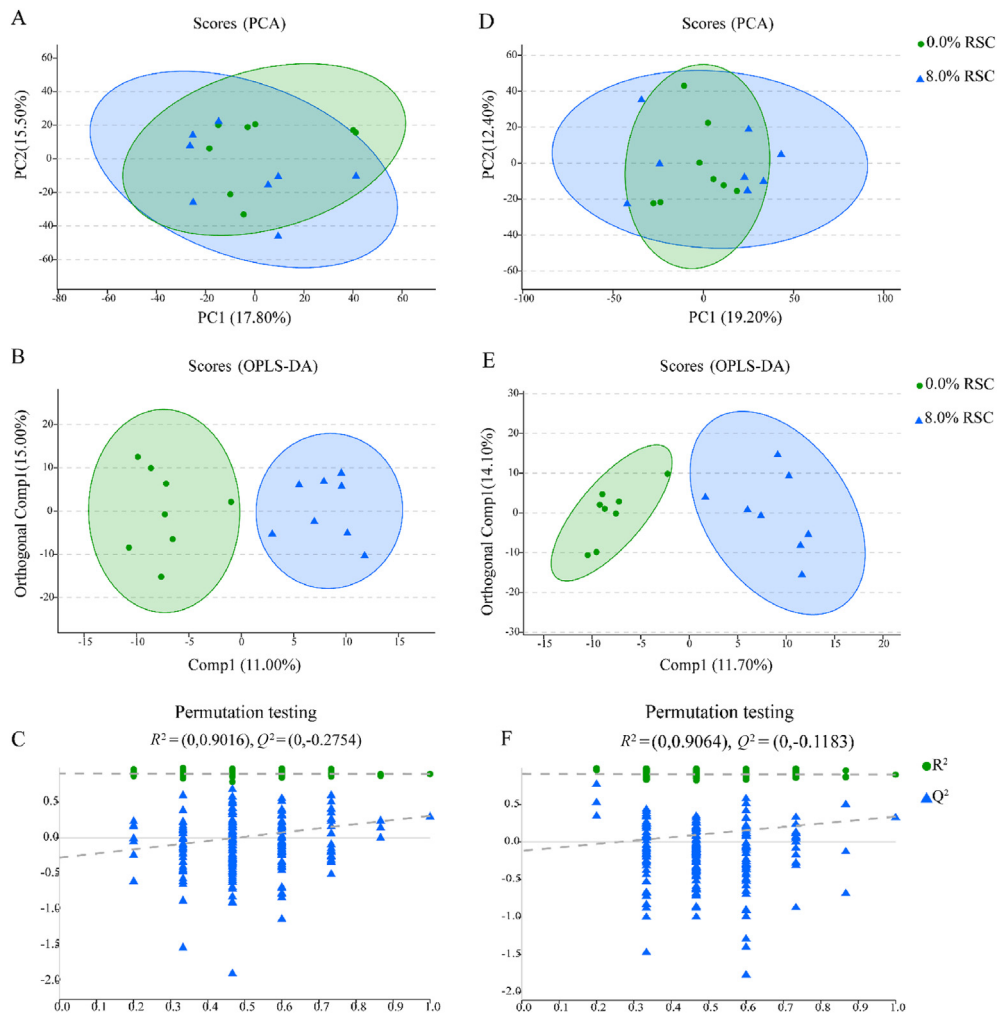 A
Scores (PCA)
PC2(15.50%)
60
40
20
0
-20
-40
-60
-80
-60
-40
-20
0
20
40
60
PC1 (17.80%)
D
Scores (PCA)
PC2(12.40%)
60
40
20
0
-20
-40
-60
-100
-50
0
50
100
PC1 (19.20%)
0.0% RSC
8.0% RSC
B
Scores (OPLS-DA)
Orthogonal Comp1(15.00%)
20
10
0
-10
-20
-15
-10
-5
0
5
10
15
Comp1 (11.00%)
E
Scores (OPLS-DA)
Orthogonal Comp1(14.10%)
30
20
10
0
-10
-20
-30
-15
-10
-5
0
5
10
15
20
Comp1 (11.70%)
0.0% RSC
8.0% RSC
C
Permutation testing
R²=(0,0.9016), Q²=(0,-0.2754)
0.5
0.0
-0.5
-1.0
-1.5
-2.0
0.0 0.1 0.2 0.3 0.4 0.5 0.6 0.7 0.8 0.9 1.0
F
Permutation testing
R²=(0,0.9064), Q²=(0,-0.1183)
0.5
0.0
-0.5
-1.0
-1.5
-2.0
0.0 0.1 0.2 0.3 0.4 0.5 0.6 0.7 0.8 0.9 1.0
R²
Q²